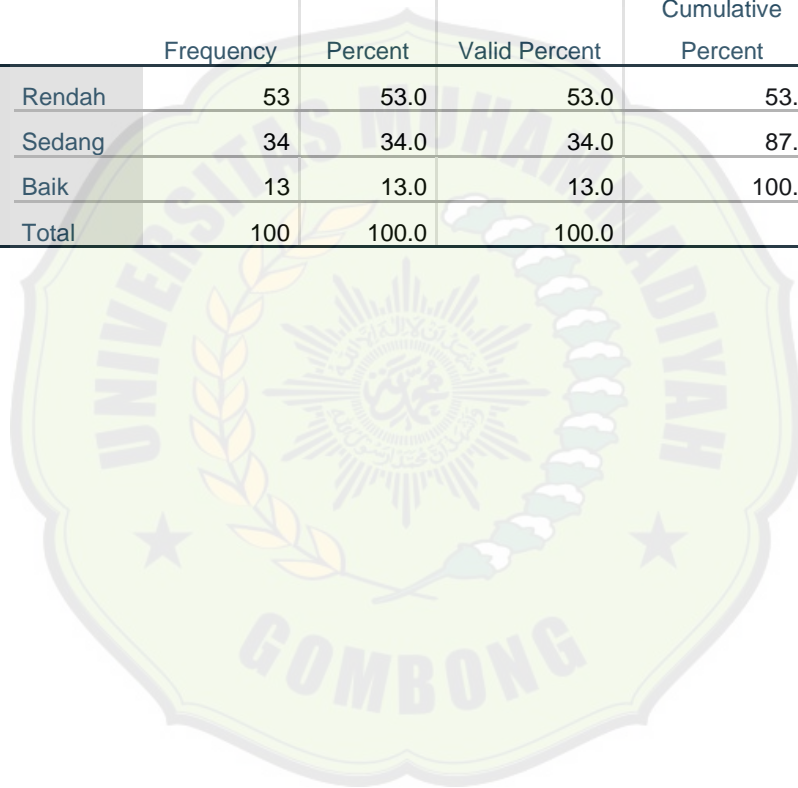 Cumulative
Frequency Percent Valid Percent Percent
Rendah 53 53.0 53.0 53.
Sedang 34 34.0 34.0 87.
Baik 13 13.0 13.0 100.
Total 100 100.0 100.0
UNIVERSITAS MUHAMMADIYAH
GOMBONG